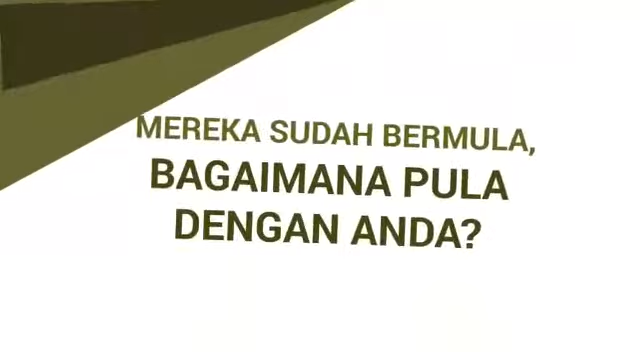 MEREKA SUDAH BERMULA,
BAGAIMANA PULA
DENGAN ANDA?